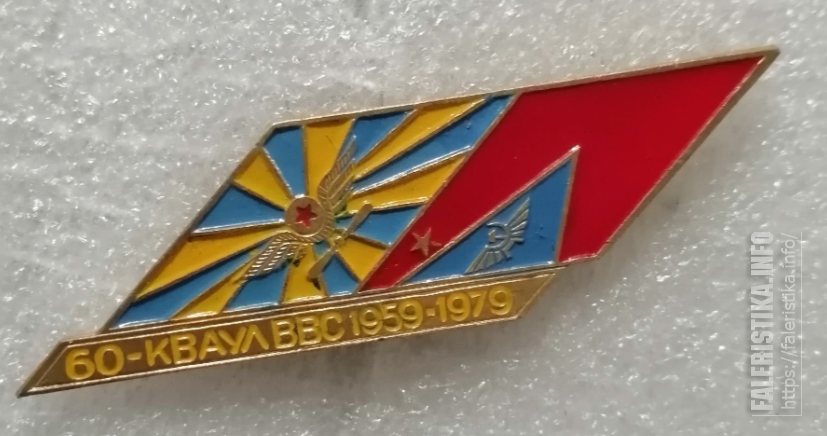 60-КВАУЛ ВВС 1959-1979
FALERISTIKA.INFO
https://faleristika.info/